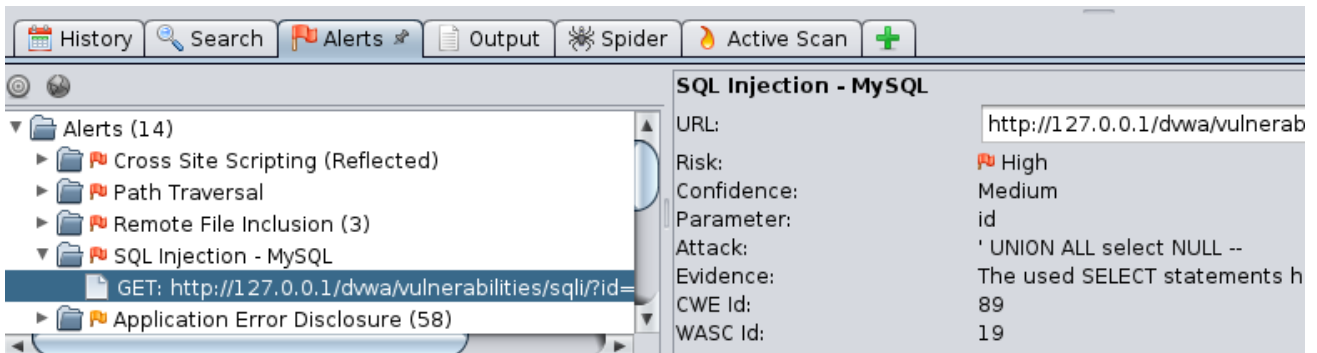 History Search Alerts Output Spider Active Scan
Alerts (14)
Cross Site Scripting (Reflected)
Path Traversal
Remote File Inclusion (3)
SQL Injection - MySQL
GET: http://127.0.0.1/dvwa/vulnerabilities/sqli/?id=
Application Error Disclosure (58)
SQL Injection - MySQL
URL: http://127.0.0.1/dvwa/vulnerab
Risk: High
Confidence: Medium
Parameter: id
Attack: ' UNION ALL select NULL --
Evidence: The used SELECT statements h
CWE Id: 89
WASC Id: 19